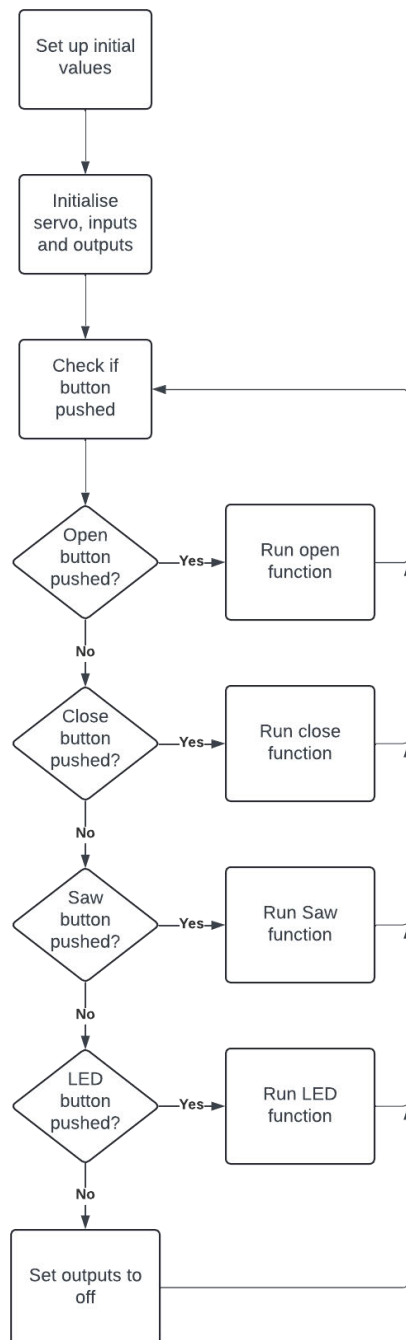 Set up initial
values
Initialise
servo, inputs
and outputs
Check if
button
pushed
Open
button
pushed?
Yes
Run open
function
No
Close
button
pushed?
Yes
Run close
function
No
Saw
button
pushed?
Yes
Run Saw
function
No
LED
button
pushed?
Yes
Run LED
function
No
Set outputs to
off